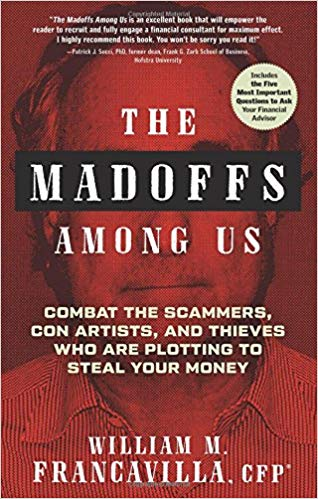 Copyrighted Material
"The Madoffs Among Us is an excellent book that will empower the
reader to recruit and fully engage a financial consultant for maximum effect.
I highly recommend this book. You won't be sorry you read it!"
—Patrick J. Socci, PhD, former dean, Frank G. Zarb School of Business,
Hofstra University
Includes
the Five
Most Important
Questions to Ask
Your Financial
Advisor
THE
MADOFFS
AMONG US
COMBAT THE SCAMMERS,
CON ARTISTS, AND THIEVES
WHO ARE PLOTTING TO
STEAL YOUR MONEY
WILLIAM M.
FRANCAVILLA, CFP®
Copyrighted Material